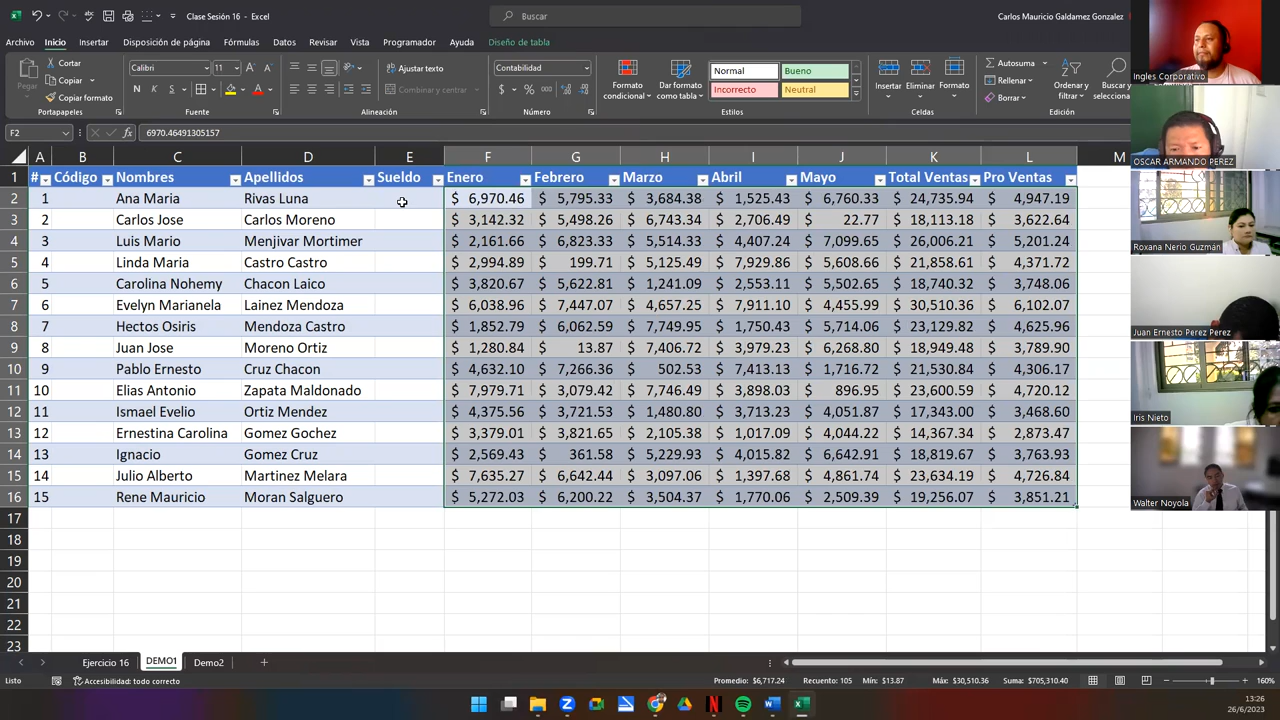 Clase Sesión 16 - Excel
Buscar
Carlos Mauricio Galdamez Gonzalez
Archivo Inicio Insertar Disposición de página Fórmulas Datos Revisar Vista Programador Ayuda Diseño de tabla
Pegar
Cortar
Copiar
Copiar formato
Portapapeles
Calibri 11
N K S
Fuente
Ajustar texto
Combinar y centrar
Alineación
Contabilidad
Número
Formato condicional
Dar formato como tabla
Normal Bueno
Incorrecto Neutral
Estilos
Insertar Eliminar Formato
Celdas
Autosuma
Rellenar
Borrar
Ordenar y filtrar
Buscar y
Edición
F2 fx 6970.46491305157
A B C D E F G H I J K L M
1 # Código Nombres Apellidos Sueldo Enero Febrero Marzo Abril Mayo Total Ventas Pro Ventas
2 1 Ana Maria Rivas Luna $ 6,970.46 $ 5,795.33 $ 3,684.38 $ 1,525.43 $ 6,760.33 $ 24,735.94 $ 4,947.19
3 2 Carlos Jose Carlos Moreno $ 3,142.32 $ 5,498.26 $ 6,743.34 $ 2,706.49 $ 22.77 $ 18,113.18 $ 3,622.64
4 3 Luis Mario Menjivar Mortimer $ 2,161.66 $ 6,823.33 $ 5,514.33 $ 4,407.24 $ 7,099.65 $ 26,006.21 $ 5,201.24
5 4 Linda Maria Castro Castro $ 2,994.88 $ 199.71 $ 5,125.49 $ 7,929.86 $ 5,608.66 $ 21,858.61 $ 4,371.72
6 5 Carolina Nohemy Chacon Laico $ 3,820.67 $ 5,622.81 $ 1,241.09 $ 2,553.11 $ 5,502.65 $ 18,740.32 $ 3,748.06
7 6 Evelyn Marianela Lainez Mendoza $ 6,038.96 $ 7,447.07 $ 4,657.25 $ 7,911.10 $ 4,455.99 $ 30,510.36 $ 6,102.07
8 7 Hectos Osiris Mendoza Castro $ 1,852.79 $ 6,062.59 $ 7,749.95 $ 1,750.43 $ 5,714.06 $ 23,129.82 $ 4,625.96
9 8 Juan Jose Moreno Ortiz $ 1,280.84 $ 13.87 $ 7,406.72 $ 3,979.25 $ 6,268.80 $ 18,949.48 $ 3,789.90
10 9 Pablo Ernesto Cruz Chacon $ 4,632.10 $ 7,266.36 $ 502.53 $ 7,413.13 $ 1,716.72 $ 21,530.84 $ 4,306.17
11 10 Elias Antonio Zapata Maldonado $ 7,979.71 $ 3,079.42 $ 7,746.49 $ 3,898.03 $ 896.95 $ 23,600.59 $ 4,720.12
12 11 Ismael Evelio Ortiz Mendez $ 4,375.56 $ 3,721.53 $ 1,480.80 $ 3,713.23 $ 4,051.87 $ 17,343.00 $ 3,468.60
13 12 Ernestina Carolina Gomez Gochez $ 3,379.01 $ 3,821.65 $ 2,105.38 $ 1,017.09 $ 4,044.22 $ 14,367.34 $ 2,873.47
14 13 Ignacio Gomez Cruz $ 2,569.43 $ 361.58 $ 5,229.93 $ 4,015.82 $ 6,642.91 $ 18,819.67 $ 3,763.93
15 14 Julio Alberto Martinez Melara $ 7,635.27 $ 6,642.44 $ 3,097.06 $ 1,397.68 $ 4,861.74 $ 23,634.19 $ 4,726.84
16 15 Rene Mauricio Moran Salguero $ 5,272.03 $ 6,200.22 $ 3,504.37 $ 1,770.06 $ 2,509.39 $ 19,256.07 $ 3,851.21
17
18
19
20
21
22
23
Ingles Corporativo
OSCAR ARMANDO PEREZ
Roxana Nerio Guzmán
Juan Ernesto Perez Perez
Iris Nieto
Walter Noyola
Ejercicio 16 DEMO1 Demo2
Listo Accesibilidad: todo correcto Promedio: $6,717.24 Recuento: 105 Mín: $13.87 Máx: $30,510.36 Suma: $705,310.40 160%
13:26
26/6/2023